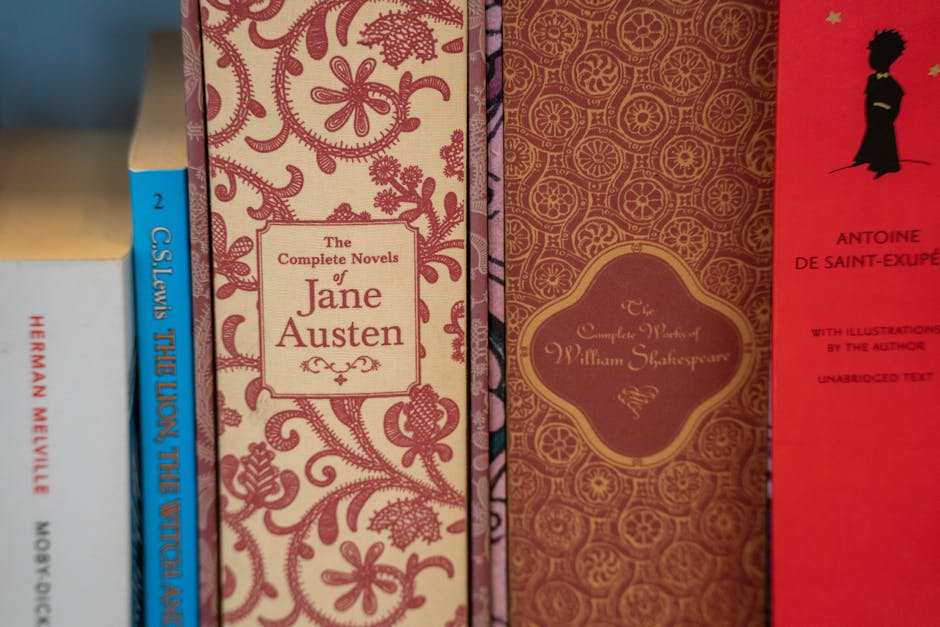 HERMAN MELVILLE MOBY-DICK
2
C.S. Lewis THE LION, THE WITCH AND
The
Complete Novels
of
Jane
Austen
The
Complete Works of
William Shakespeare
ANTOINE
DE SAINT-EXUPÉ
WITH ILLUSTRATIONS
BY THE AUTHOR
UNABRIDGED TEXT